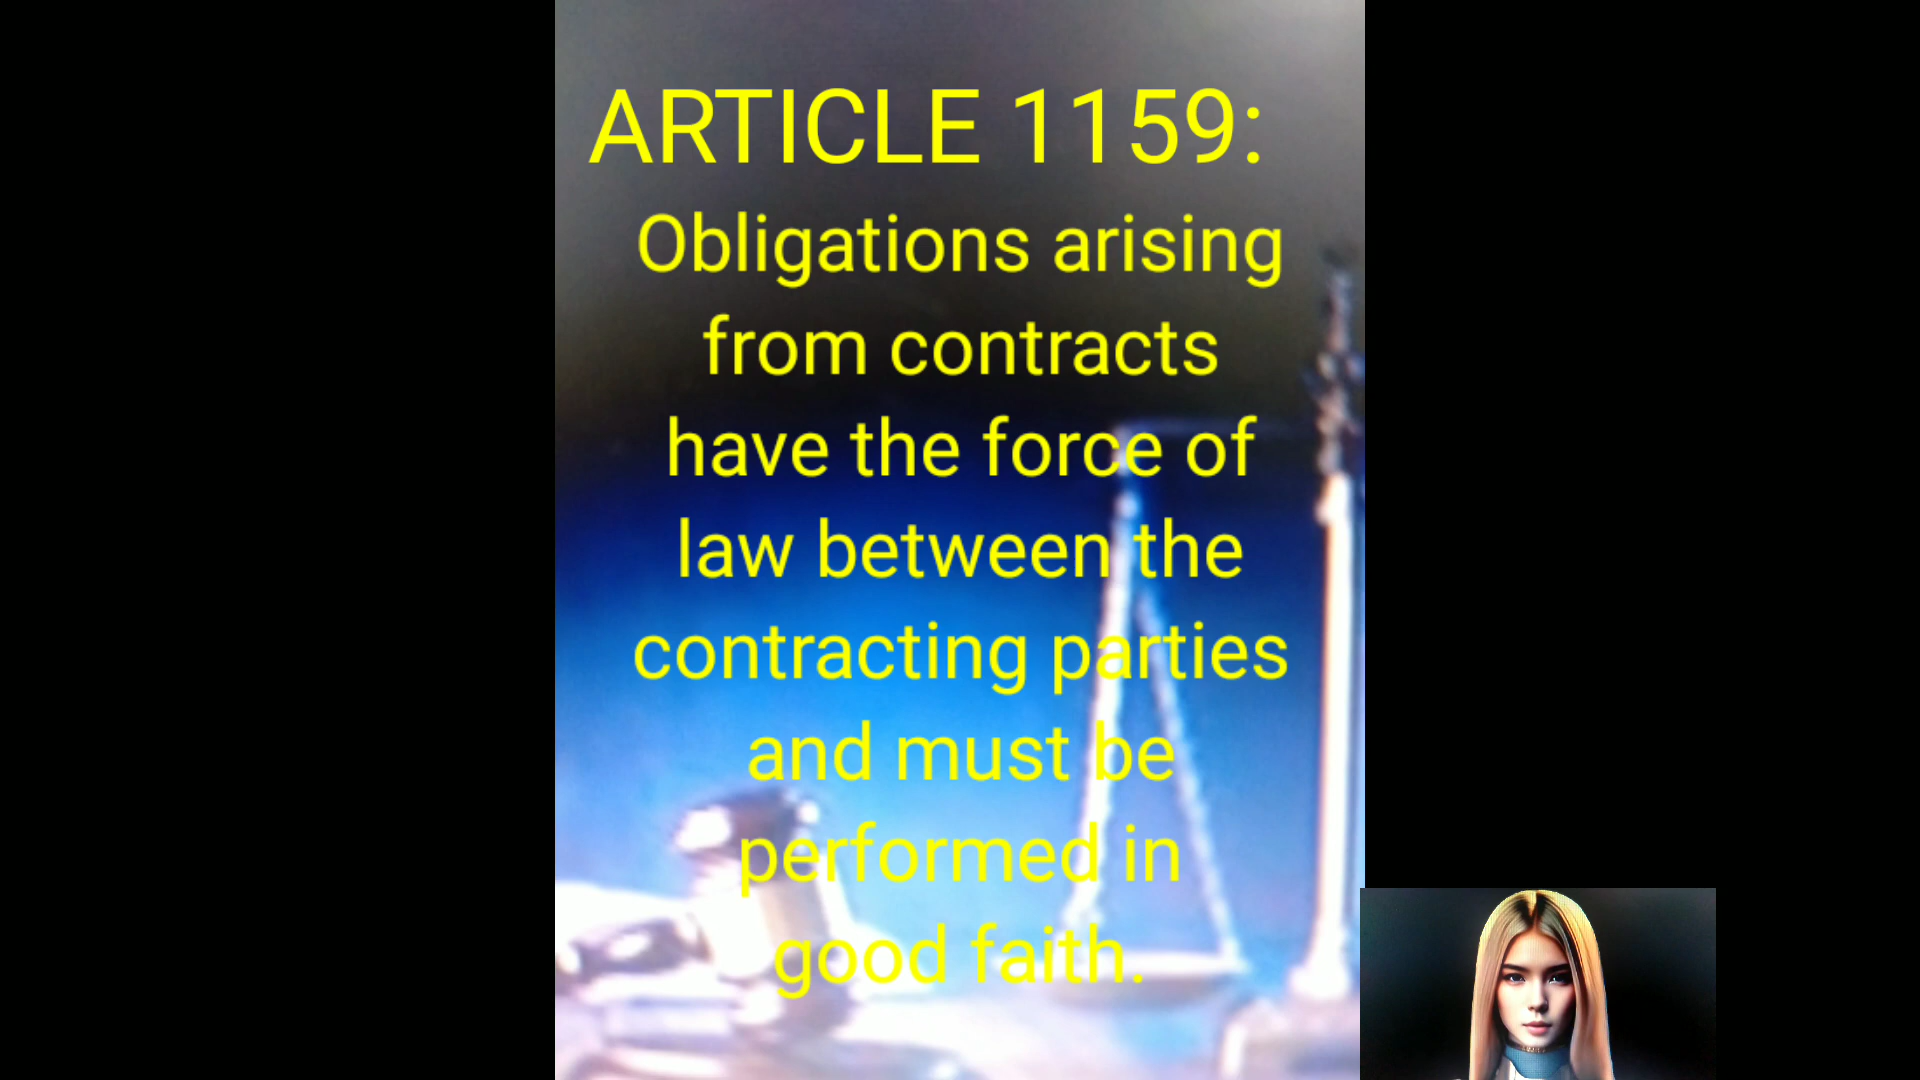 ARTICLE 1159:
Obligations arising
from contracts
have the force of
law between the
contracting parties
and must be
performed in
good faith.